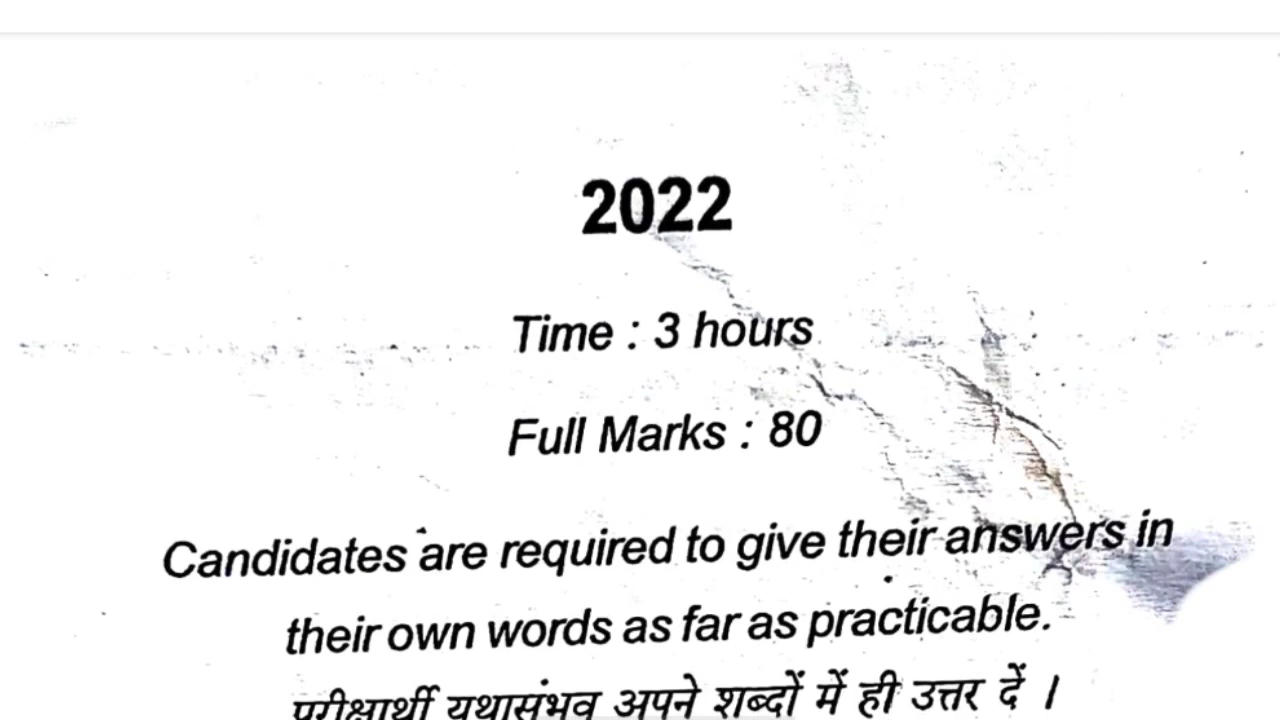 2022
Time : 3 hours
Full Marks : 80
Candidates are required to give their answers in
their own words as far as practicable.
परीक्षार्थी यथासंभव अपने शब्दों में ही उत्तर दें ।